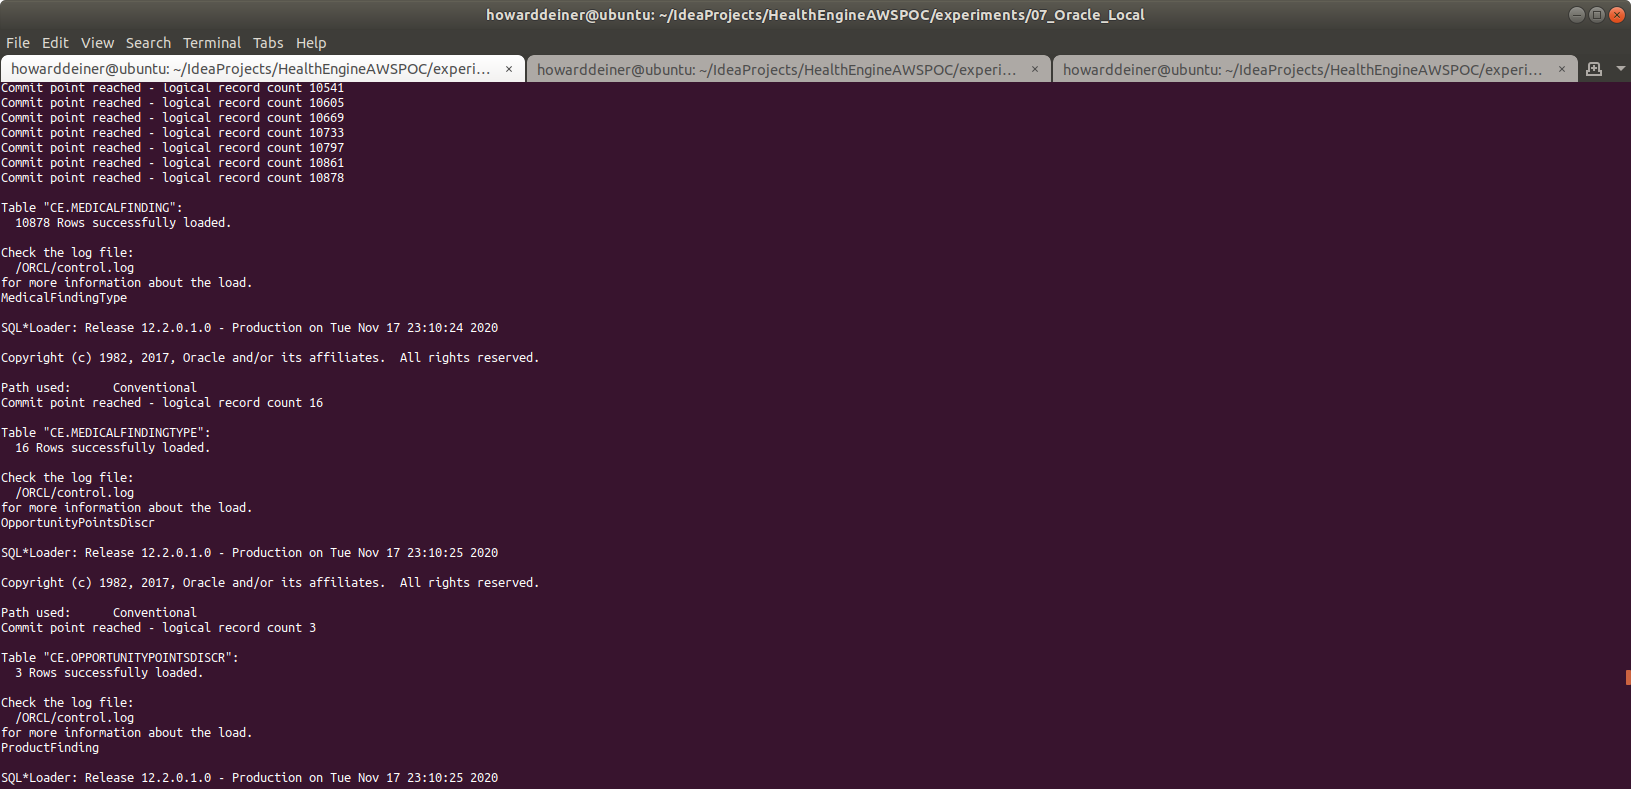 howarddeiner@ubuntu: ~/IdeaProjects/HealthEngineAWSPOC/experiments/07_Oracle_Local
File Edit View Search Terminal Tabs Help
howarddeiner@ubuntu: ~/IdeaProjects/HealthEngineAWSPOC/experi... × howarddeiner@ubuntu: ~/IdeaProjects/HealthEngineAWSPOC/experi... × howarddeiner@ubuntu: ~/IdeaProjects/HealthEngineAWSPOC/experi... ×
Commit point reached - logical record count 10541
Commit point reached - logical record count 10605
Commit point reached - logical record count 10669
Commit point reached - logical record count 10733
Commit point reached - logical record count 10797
Commit point reached - logical record count 10861
Commit point reached - logical record count 10878
Table "CE.MEDICALFINDING":
10878 Rows successfully loaded.
Check the log file:
/ORCL/control.log
for more information about the load.
MedicalFindingType
SQL*Loader: Release 12.2.0.1.0 - Production on Tue Nov 17 23:10:24 2020
Copyright (c) 1982, 2017, Oracle and/or its affiliates.  All rights reserved.
Path used:      Conventional
Commit point reached - logical record count 16
Table "CE.MEDICALFINDINGTYPE":
16 Rows successfully loaded.
Check the log file:
/ORCL/control.log
for more information about the load.
OpportunityPointsDiscr
SQL*Loader: Release 12.2.0.1.0 - Production on Tue Nov 17 23:10:25 2020
Copyright (c) 1982, 2017, Oracle and/or its affiliates.  All rights reserved.
Path used:      Conventional
Commit point reached - logical record count 3
Table "CE.OPPORTUNITYPOINTSDISCR":
3 Rows successfully loaded.
Check the log file:
/ORCL/control.log
for more information about the load.
ProductFinding
SQL*Loader: Release 12.2.0.1.0 - Production on Tue Nov 17 23:10:25 2020